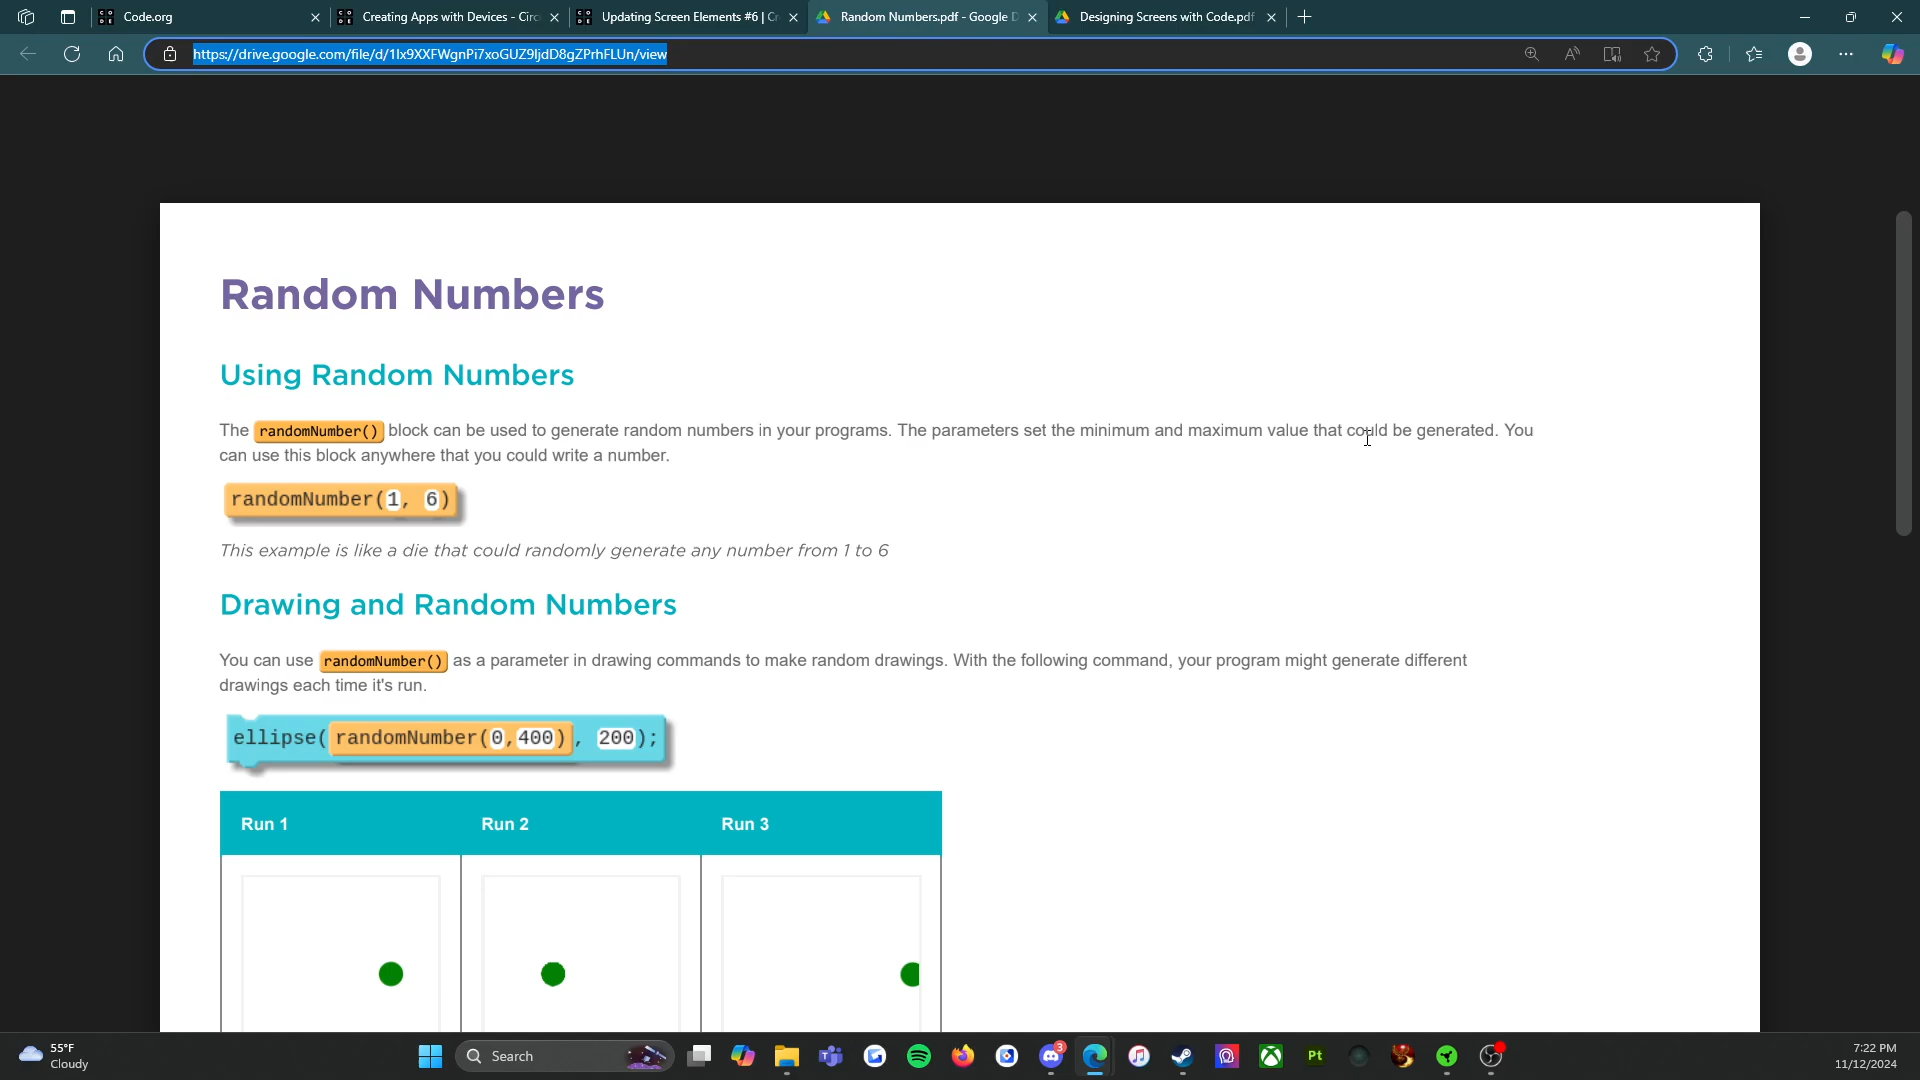 Code.org
Creating Apps with Devices - Circ
Updating Screen Elements #6 | Cr
Random Numbers.pdf - Google D
Designing Screens with Code.pdf
https://drive.google.com/file/d/1Ix9XXFWgnPi7xoGUZ9IjdD8gZPrhFLUn/view
Random Numbers
Using Random Numbers
The randomNumber() block can be used to generate random numbers in your programs. The parameters set the minimum and maximum value that could be generated. You
can use this block anywhere that you could write a number.
randomNumber(1, 6)
This example is like a die that could randomly generate any number from 1 to 6
Drawing and Random Numbers
You can use randomNumber() as a parameter in drawing commands to make random drawings. With the following command, your program might generate different
drawings each time it's run.
ellipse(randomNumber(0,400), 200);
Run 1 Run 2 Run 3
55°F
Cloudy
Search
3
Pt
7:22 PM
11/12/2024